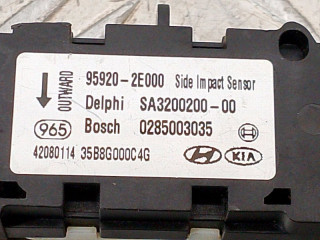 OUTWARD
95920-2E000 Side Impact Sensor
Delphi SA3200200-00
965 Bosch 0285003035
42080114 35B8G000C4G
KIA